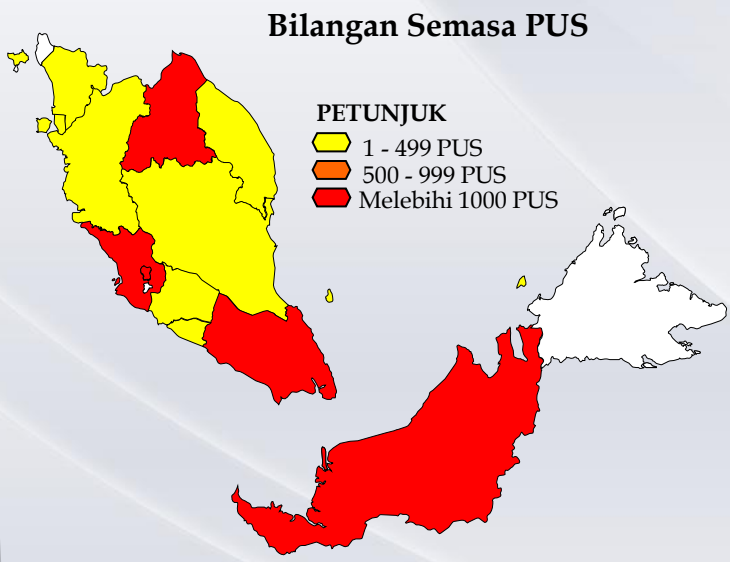 Bilangan Semasa PUS
PETUNJUK
1 - 499 PUS
500 - 999 PUS
Melebihi 1000 PUS